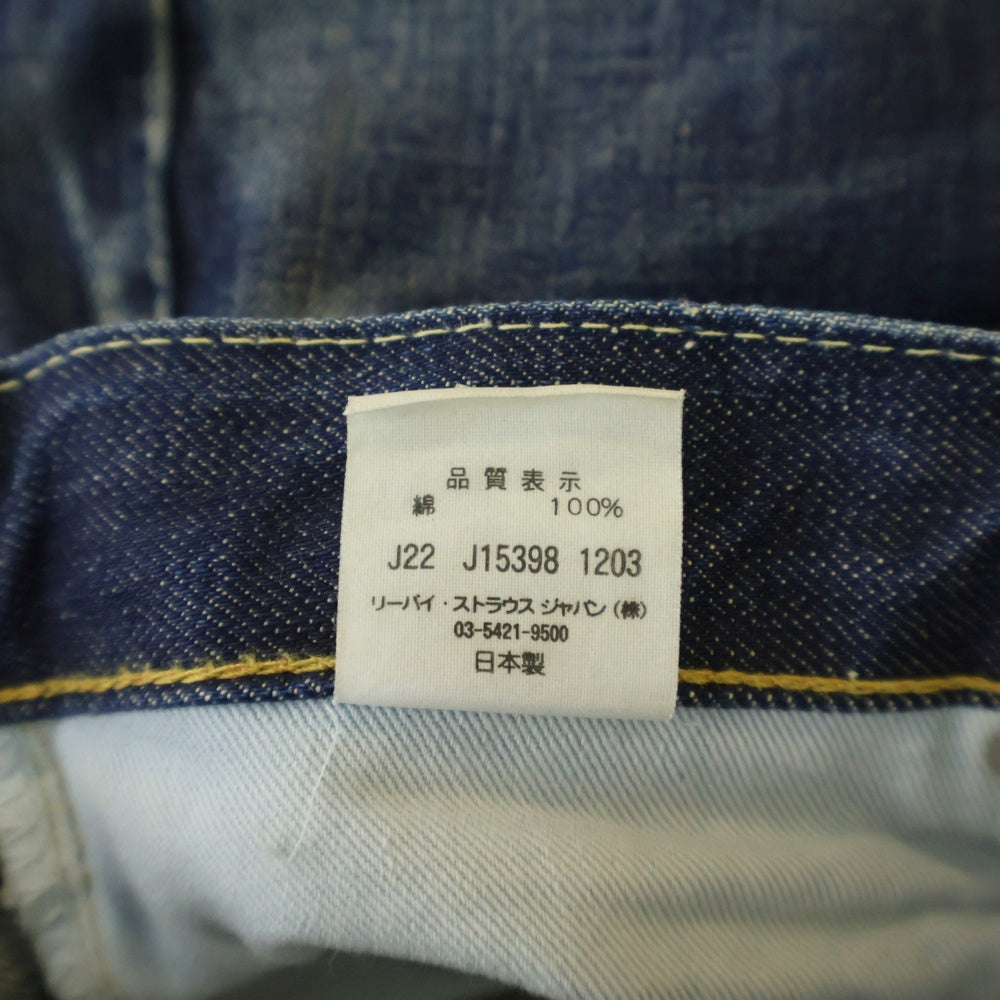 品質表示
綿 100%
J22 J15398 1203
リーバイ・ストラウス ジャパン(株)
03-5421-9500
日本製